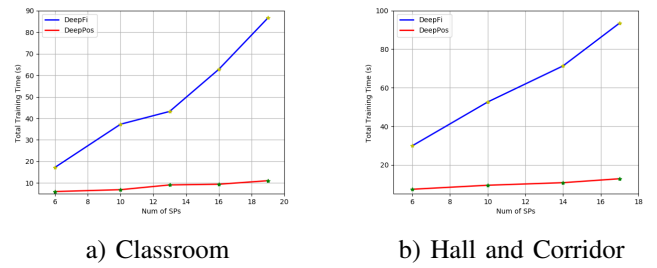 DeepFi
DeepPos
Total Training Time (s)
90
80
70
60
50
40
30
20
10
6 8 10 12 14 16 18 20
Num of SPs
a) Classroom
DeepFi
DeepPos
Total Training Time (s)
100
80
60
40
20
6 8 10 12 14 16 18
Num of SPs
b) Hall and Corridor